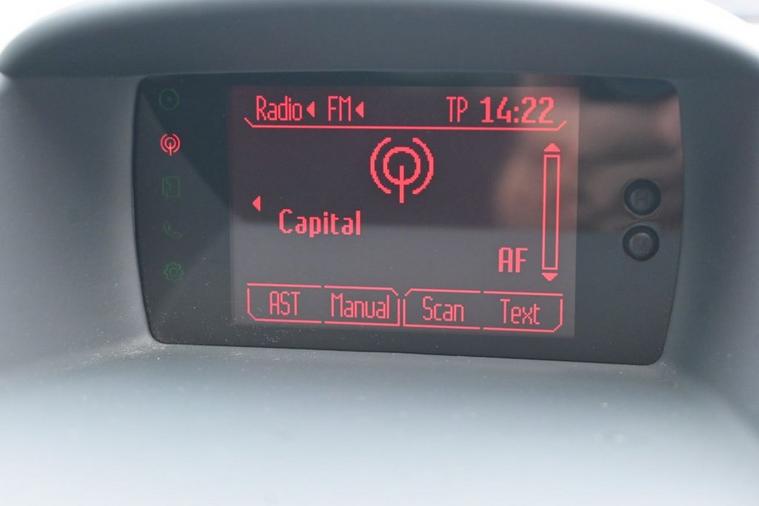 Radio FM TP 14:22
Capital
AF
AST Manual Scan Text